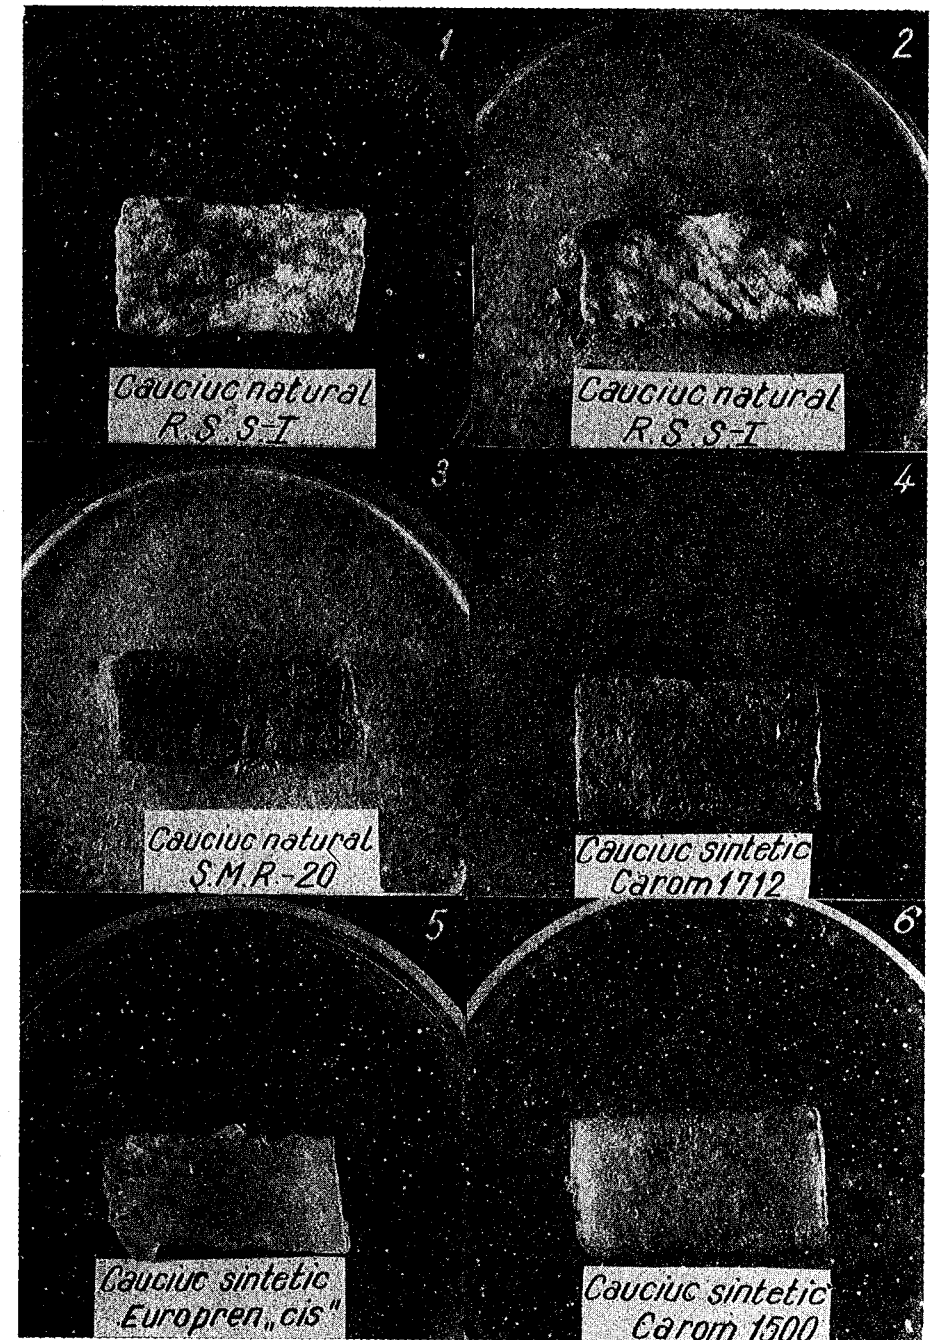 1
2
Cauciuc natural
R.S.S-I
Cauciuc natural
R.S.S-I
3
4
Cauciuc natural
S.M.R.-20
Cauciuc sintetic
Carom 1712
5
6
Cauciuc sintetic
Europren „cis"
Cauciuc sintetic
Carom 1500